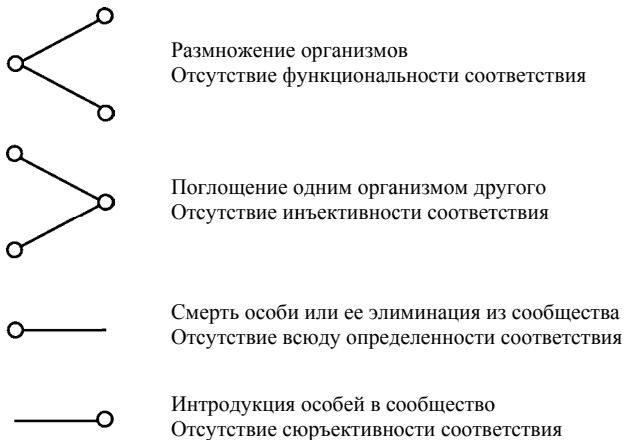 Размножение организмов
Отсутствие функциональности соответствия
Поглощение одним организмом другого
Отсутствие инъективности соответствия
Смерть особи или ее элиминация из сообщества
Отсутствие всюду определенности соответствия
Интродукция особей в сообщество
Отсутствие сюръективности соответствия